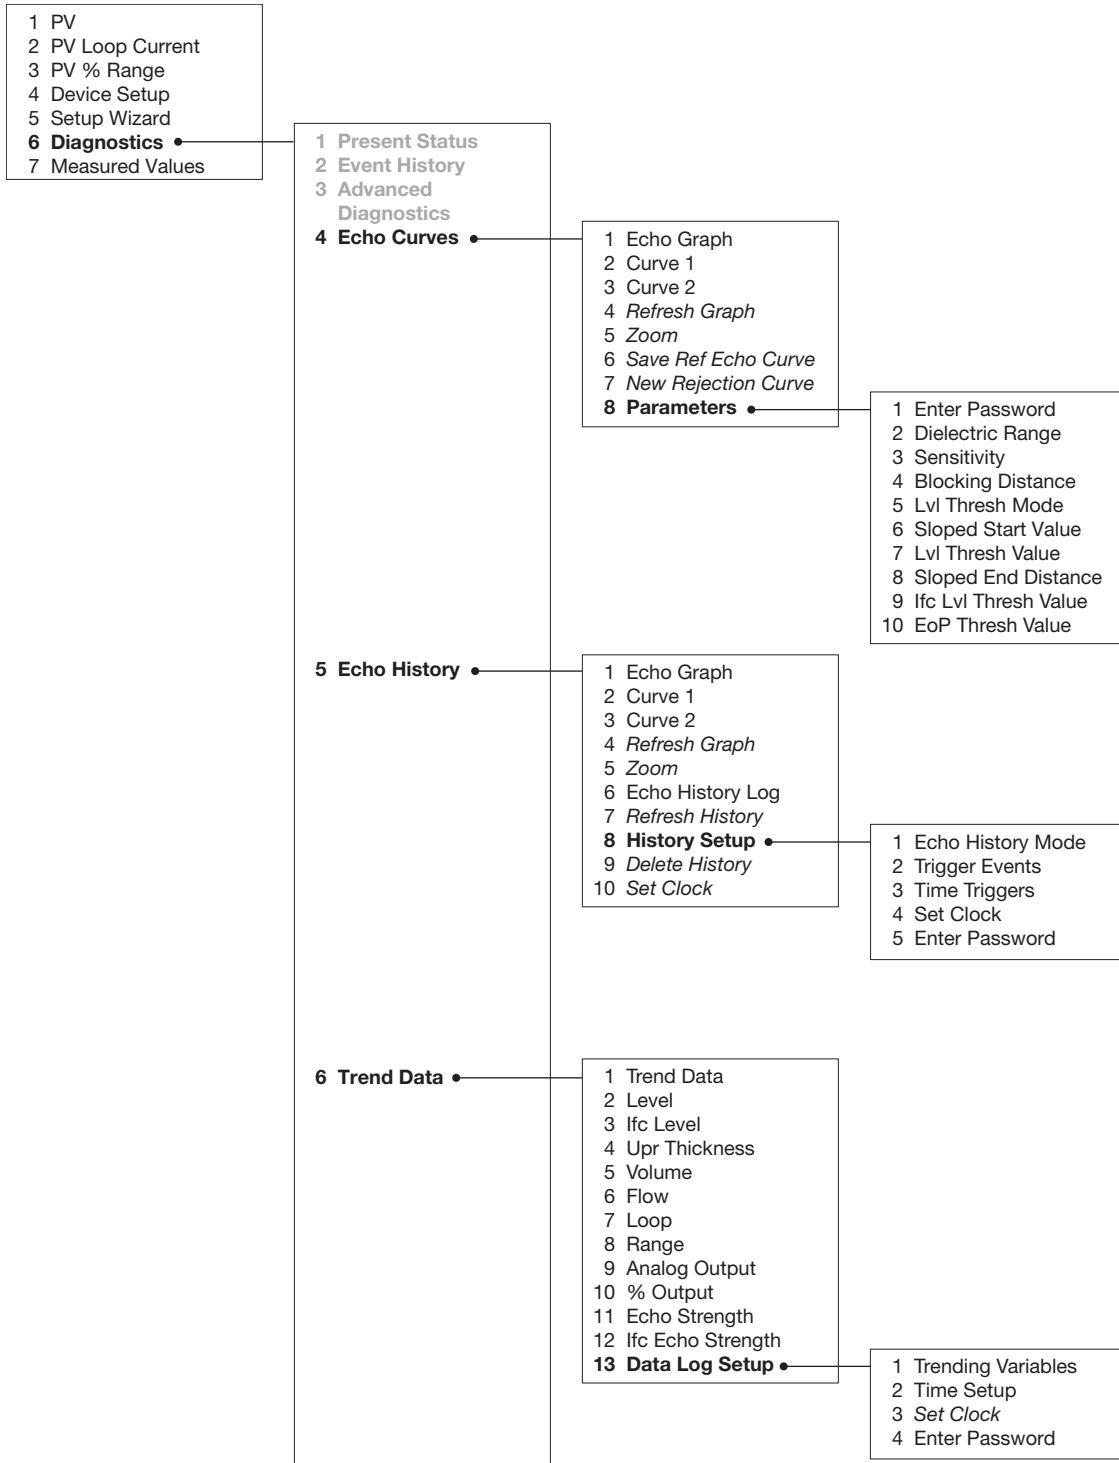 1 PV
2 PV Loop Current
3 PV % Range
4 Device Setup
5 Setup Wizard
6 Diagnostics
7 Measured Values
1 Present Status
2 Event History
3 Advanced
Diagnostics
4 Echo Curves
1 Echo Graph
2 Curve 1
3 Curve 2
4 Refresh Graph
5 Zoom
6 Save Ref Echo Curve
7 New Rejection Curve
8 Parameters
1 Enter Password
2 Dielectric Range
3 Sensitivity
4 Blocking Distance
5 Lvl Thresh Mode
6 Sloped Start Value
7 Lvl Thresh Value
8 Sloped End Distance
9 Ifc Lvl Thresh Value
10 EoP Thresh Value
5 Echo History
1 Echo Graph
2 Curve 1
3 Curve 2
4 Refresh Graph
5 Zoom
6 Echo History Log
7 Refresh History
8 History Setup
9 Delete History
10 Set Clock
1 Echo History Mode
2 Trigger Events
3 Time Triggers
4 Set Clock
5 Enter Password
6 Trend Data
1 Trend Data
2 Level
3 Ifc Level
4 Upr Thickness
5 Volume
6 Flow
7 Loop
8 Range
9 Analog Output
10 % Output
11 Echo Strength
12 Ifc Echo Strength
13 Data Log Setup
1 Trending Variables
2 Time Setup
3 Set Clock
4 Enter Password